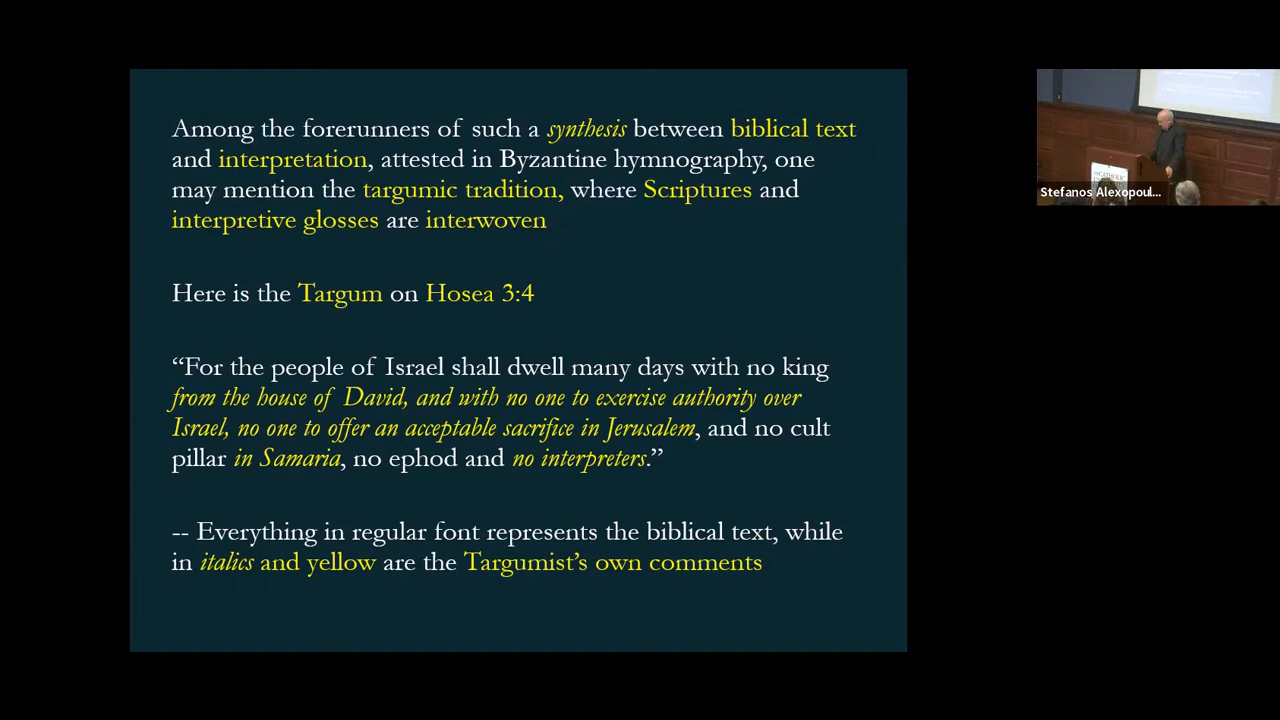 Among the forerunners of such a synthesis between biblical text
and interpretation, attested in Byzantine hymnography, one
may mention the targumic tradition, where Scriptures and
interpretive glosses are interwoven
Here is the Targum on Hosea 3:4
“For the people of Israel shall dwell many days with no king
from the house of David, and with no one to exercise authority over
Israel, no one to offer an acceptable sacrifice in Jerusalem, and no cult
pillar in Samaria, no ephod and no interpreters.”
-- Everything in regular font represents the biblical text, while
in italics and yellow are the Targumist’s own comments
Stefanos Alexopoul...